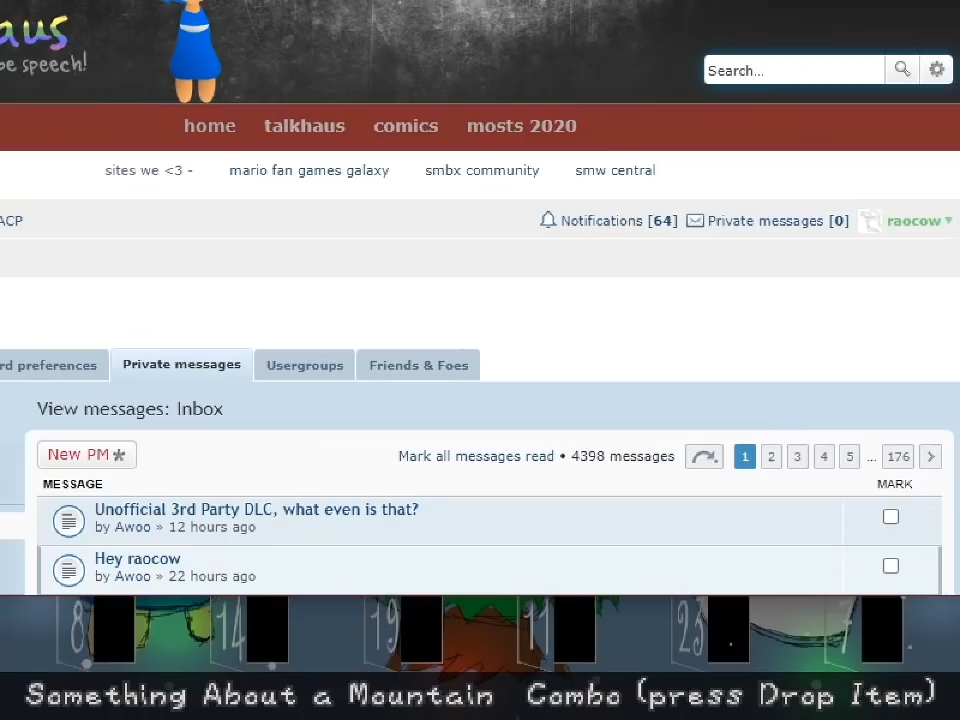 aus
be speech!
Search...
home talkhaus comics mosts 2020
sites we <3 - mario fan games galaxy smbx community smw central
ACP Notifications [64] Private messages [0] raocow
rd preferences Private messages Usergroups Friends & Foes
View messages: Inbox
New PM Mark all messages read • 4398 messages 1 2 3 4 5 ... 176
MESSAGE MARK
Unofficial 3rd Party DLC, what even is that?
by Awoo » 12 hours ago
Hey raocow
by Awoo » 22 hours ago
8 14 19 11 23 7
Something About a Mountain Combo (press Drop Item)